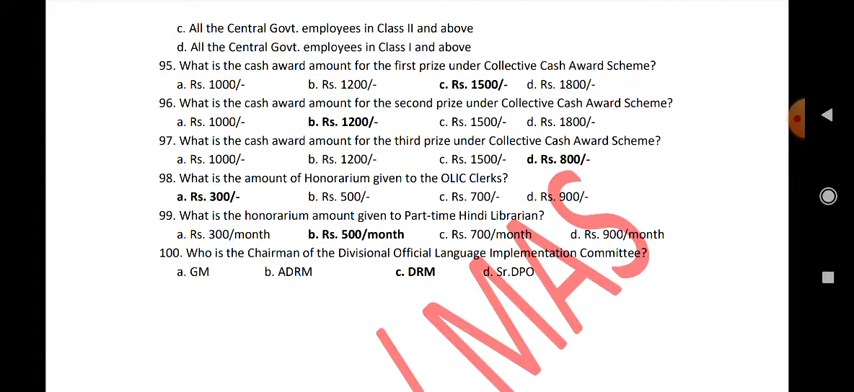 c. All the Central Govt. employees in Class II and above
d. All the Central Govt. employees in Class I and above
95. What is the cash award amount for the first prize under Collective Cash Award Scheme?
a. Rs. 1000/- b. Rs. 1200/- c. Rs. 1500/- d. Rs. 1800/-
96. What is the cash award amount for the second prize under Collective Cash Award Scheme?
a. Rs. 1000/- b. Rs. 1200/- c. Rs. 1500/- d. Rs. 1800/-
97. What is the cash award amount for the third prize under Collective Cash Award Scheme?
a. Rs. 1000/- b. Rs. 1200/- c. Rs. 1500/- d. Rs. 800/-
98. What is the amount of Honorarium given to the OLIC Clerks?
a. Rs. 300/- b. Rs. 500/- c. Rs. 700/- d. Rs. 900/-
99. What is the honorarium amount given to Part-time Hindi Librarian?
a. Rs. 300/month b. Rs. 500/month c. Rs. 700/month d. Rs. 900/month
100. Who is the Chairman of the Divisional Official Language Implementation Committee?
a. GM b. ADRM c. DRM d. Sr.DPO
/ MAS